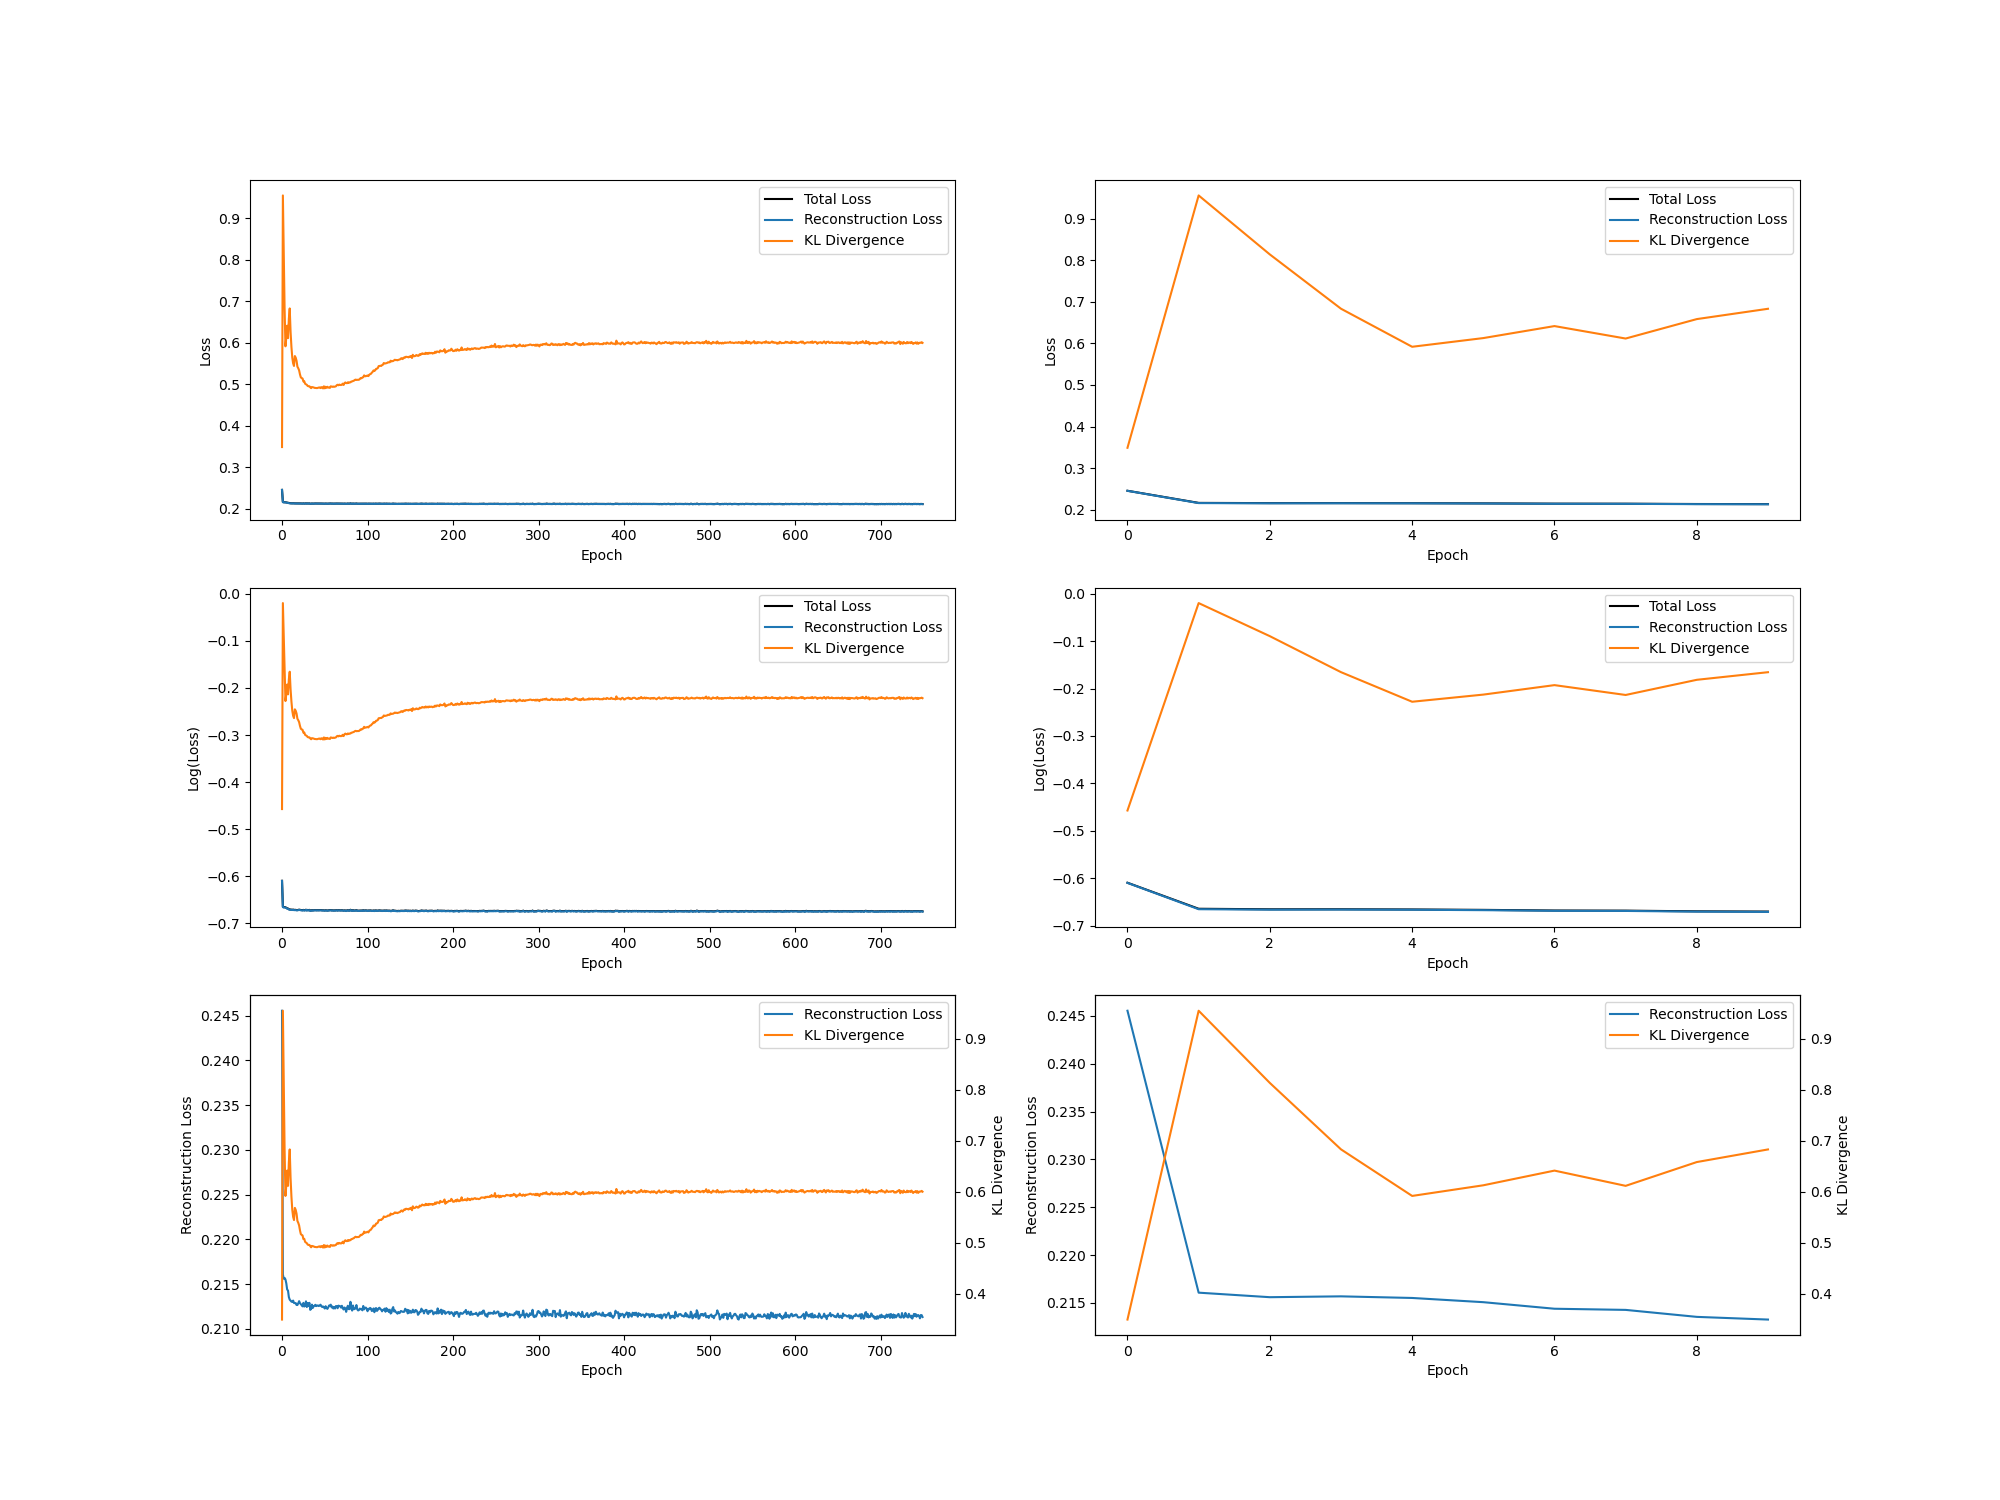 Loss
0.9
0.8
0.7
0.6
0.5
0.4
0.3
0.2
Total Loss
Reconstruction Loss
KL Divergence
0 100 200 300 400 500 600 700
Epoch
Loss
0.9
0.8
0.7
0.6
0.5
0.4
0.3
0.2
Total Loss
Reconstruction Loss
KL Divergence
0 2 4 6 8
Epoch
Log(Loss)
0.0
−0.1
−0.2
−0.3
−0.4
−0.5
−0.6
−0.7
Total Loss
Reconstruction Loss
KL Divergence
0 100 200 300 400 500 600 700
Epoch
Log(Loss)
0.0
−0.1
−0.2
−0.3
−0.4
−0.5
−0.6
−0.7
Total Loss
Reconstruction Loss
KL Divergence
0 2 4 6 8
Epoch
Reconstruction Loss
0.245
0.240
0.235
0.230
0.225
0.220
0.215
0.210
Reconstruction Loss
KL Divergence
0.9
0.8
0.7
0.6
0.5
0.4
KL Divergence
0 100 200 300 400 500 600 700
Epoch
Reconstruction Loss
0.245
0.240
0.235
0.230
0.225
0.220
0.215
Reconstruction Loss
KL Divergence
0.9
0.8
0.7
0.6
0.5
0.4
KL Divergence
0 2 4 6 8
Epoch